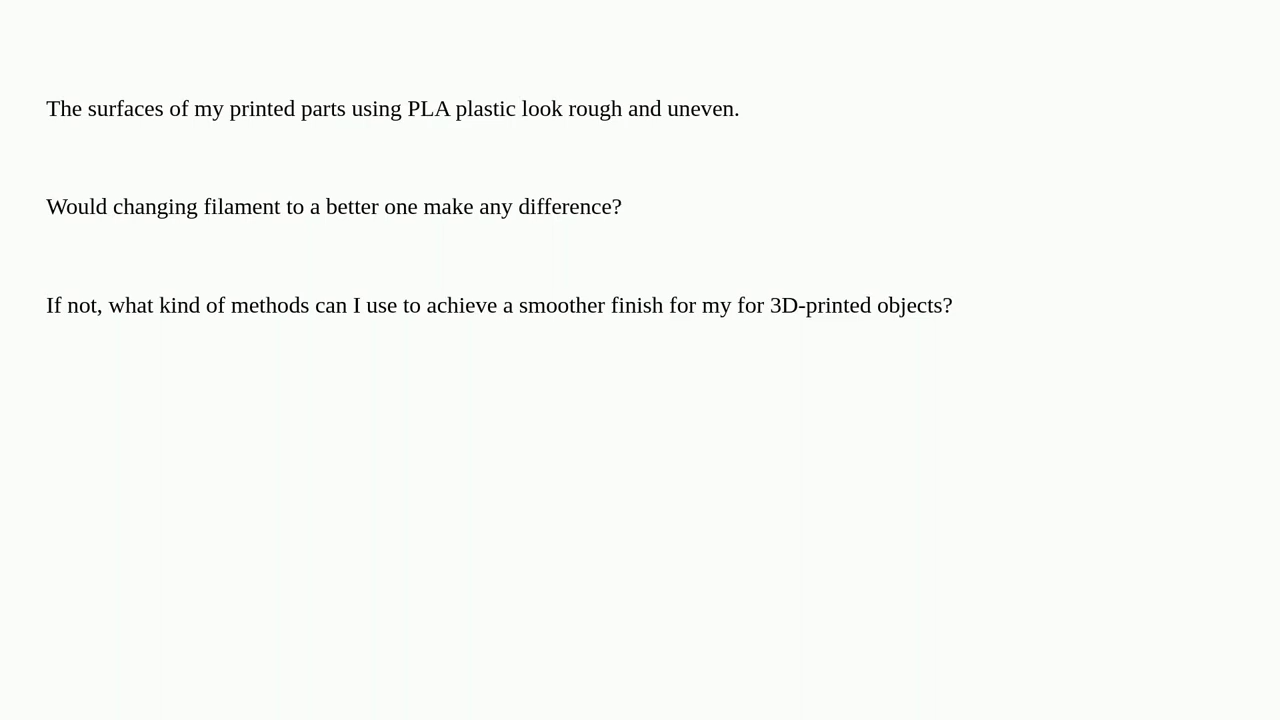 The surfaces of my printed parts using PLA plastic look rough and uneven.
Would changing filament to a better one make any difference?
If not, what kind of methods can I use to achieve a smoother finish for my for 3D-printed objects?